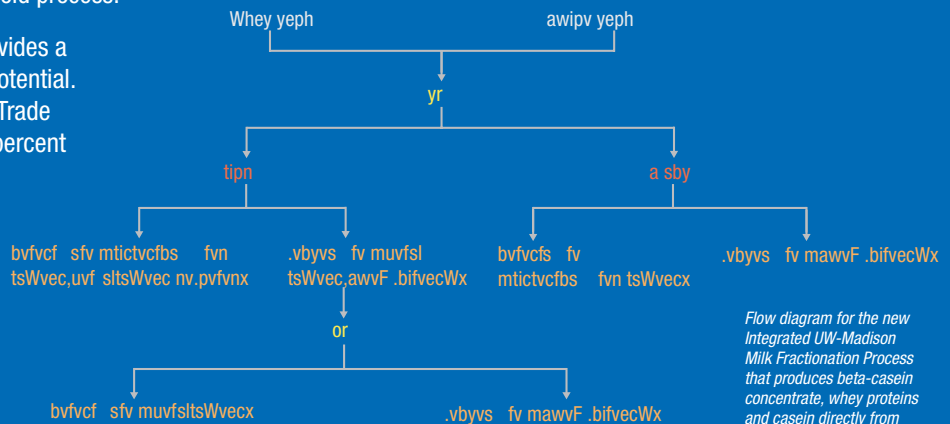 vides a
otential.
Trade
percent
Whey yeph awipv yeph
yr
tipn a sby
bvfvcf sfv mtictvcfbs fvn
tsWvec,uvf sltsWvec nv.pvfvnx
.vbyvs fv muvfsl
tsWvec,awvF .bifvecWx
bvfvcfs fv
mtictvcfbs fvn tsWvecx
.vbyvs fv mawvF .bifvecWx
or
bvfvcf sfv muvfsltsWvecx .vbyvs fv mawvF .bifvecWx
Flow diagram for the new
Integrated UW-Madison
Milk Fractionation Process
that produces beta-casein
concentrate, whey proteins
and casein directly from